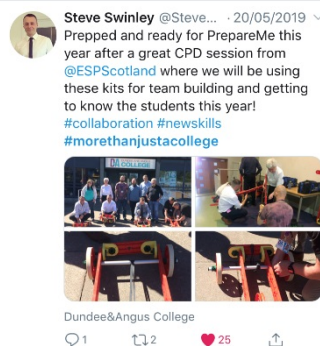 Steve Swinley @Steve... · 20/05/2019
Prepped and ready for PrepareMe this
year after a great CPD session from
@ESPScotland where we will be using
these kits for team building and getting
to know the students this year!
#collaboration #newskills
#morethanjustacollege
COLLEGE
Dundee&Angus College
1 2 25